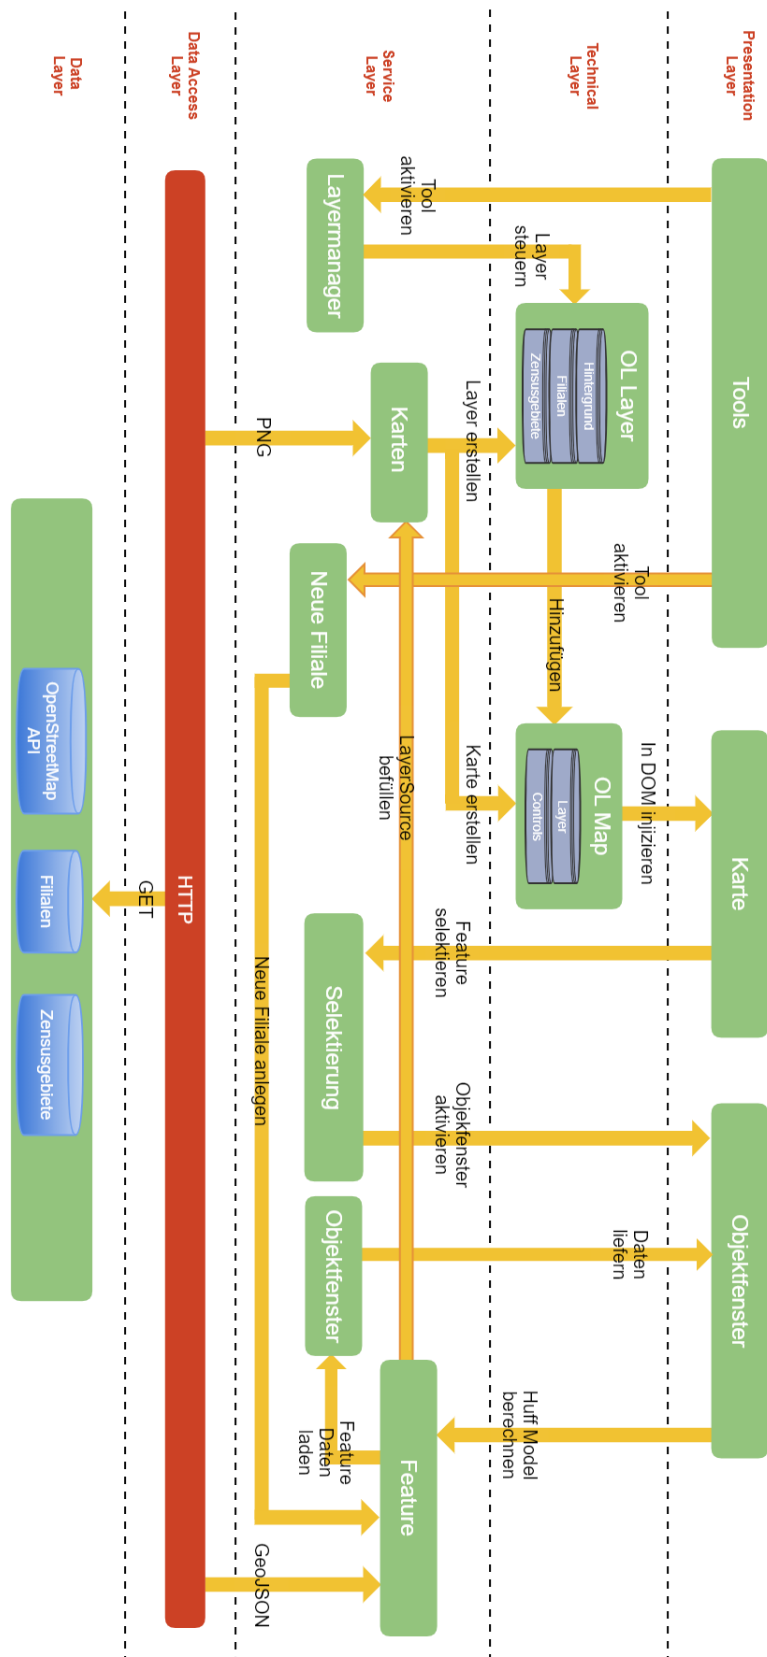 Presentation
Layer
Tools
Karte
Objektfenster
Technical
Layer
OL Layer
Hintergrund
Filialen
Zensusgebiete
OL Map
Layer
Controls
Layer
steuern
Tool
aktivieren
Hinzufügen
In DOM injizieren
Daten
liefern
Huff Model
berechnen
Service
Layer
Tool
aktivieren
Layer erstellen
Karte erstellen
Feature
selektieren
Objekfenster
aktivieren
Layermanager
Karten
Neue Filiale
LayerSource
befüllen
Selektierung
Objektfenster
Feature
Feature
Daten
laden
PNG
Neue Filiale anlegen
GeoJSON
Data Access
Layer
HTTP
GET
Data
Layer
OpenStreetMap
API
Filialen
Zensusgebiete